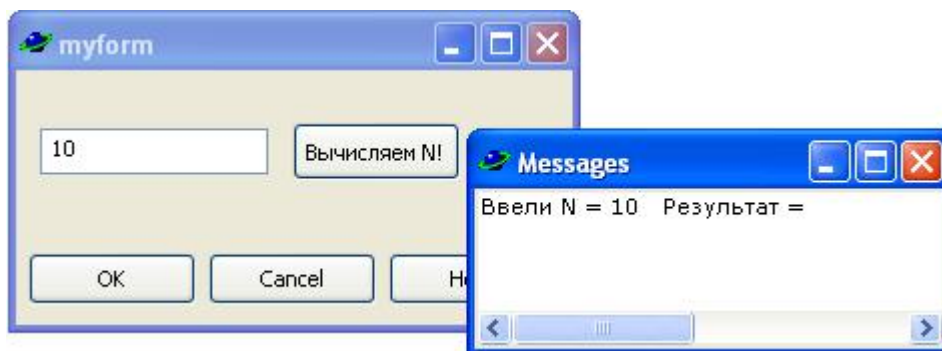 myform
10
Вычисляем N!
OK
Cancel
Messages
Ввели N = 10 Результат =